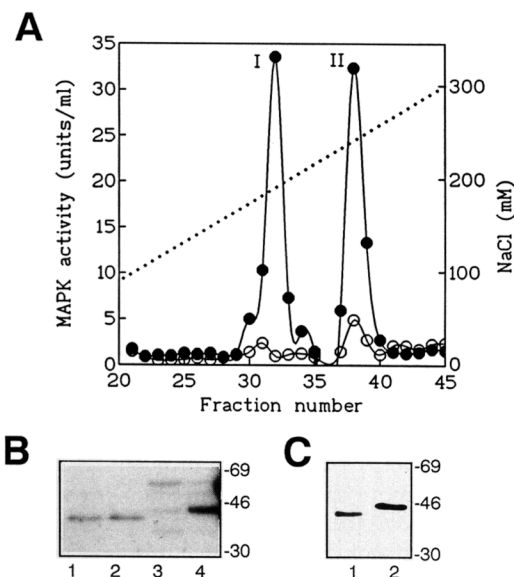 A
MAPK activity (units/ml)
35
30
25
20
15
10
5
0
I
II
300
200
100
0
NaCl (mM)
20 25 30 35 40 45
Fraction number
B
-69
-46
-30
1 2 3 4
C
-69
-46
-30
1 2